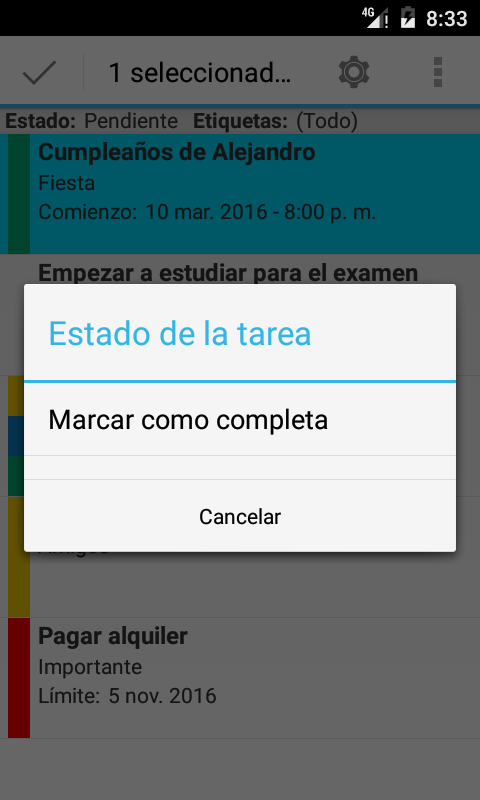 4G 8:33
1 seleccionad...
Estado: Pendiente Etiquetas: (Todo)
Cumpleaños de Alejandro
Fiesta
Comienzo: 10 mar. 2016 - 8:00 p. m.
Empezar a estudiar para el examen
Estado de la tarea
Marcar como completa
Cancelar
Pagar alquiler
Importante
Límite: 5 nov. 2016